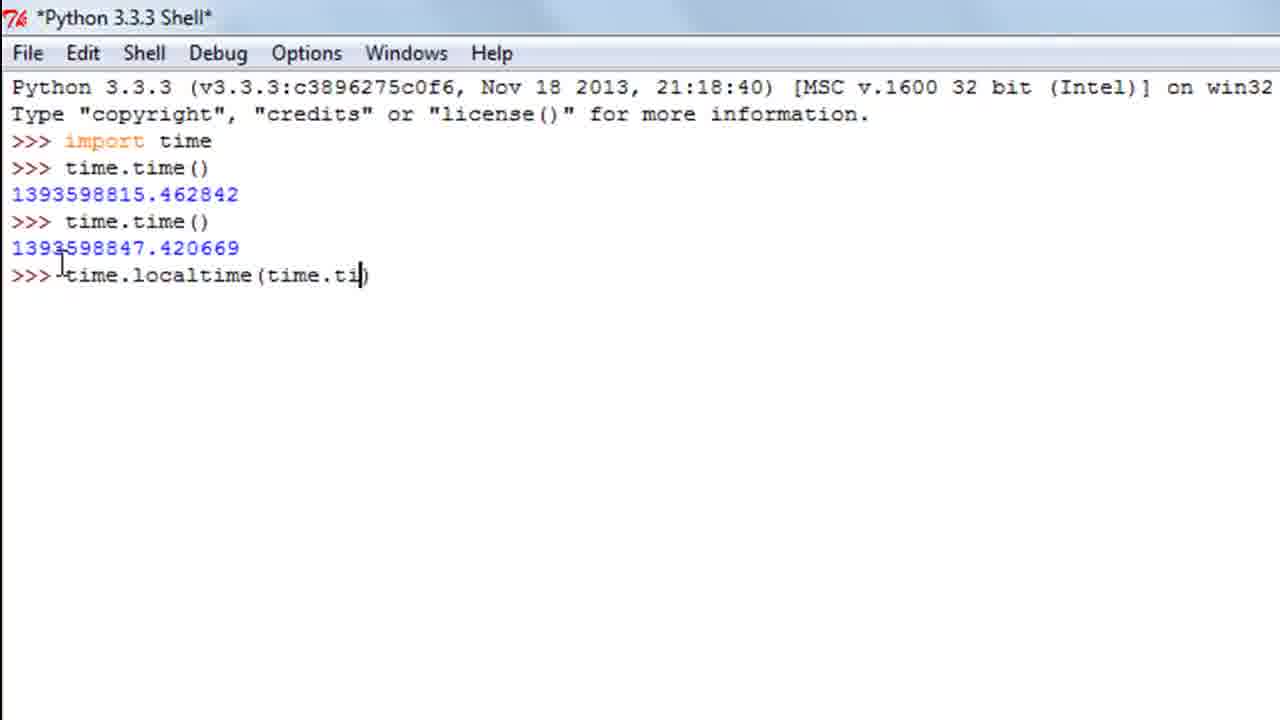 *Python 3.3.3 Shell*
File Edit Shell Debug Options Windows Help
Python 3.3.3 (v3.3.3:c3896275c0f6, Nov 18 2013, 21:18:40) [MSC v.1600 32 bit (Intel)] on win32
Type "copyright", "credits" or "license()" for more information.
>>> import time
>>> time.time()
1393598815.462842
>>> time.time()
1393598847.420669
>>> time.localtime(time.ti)